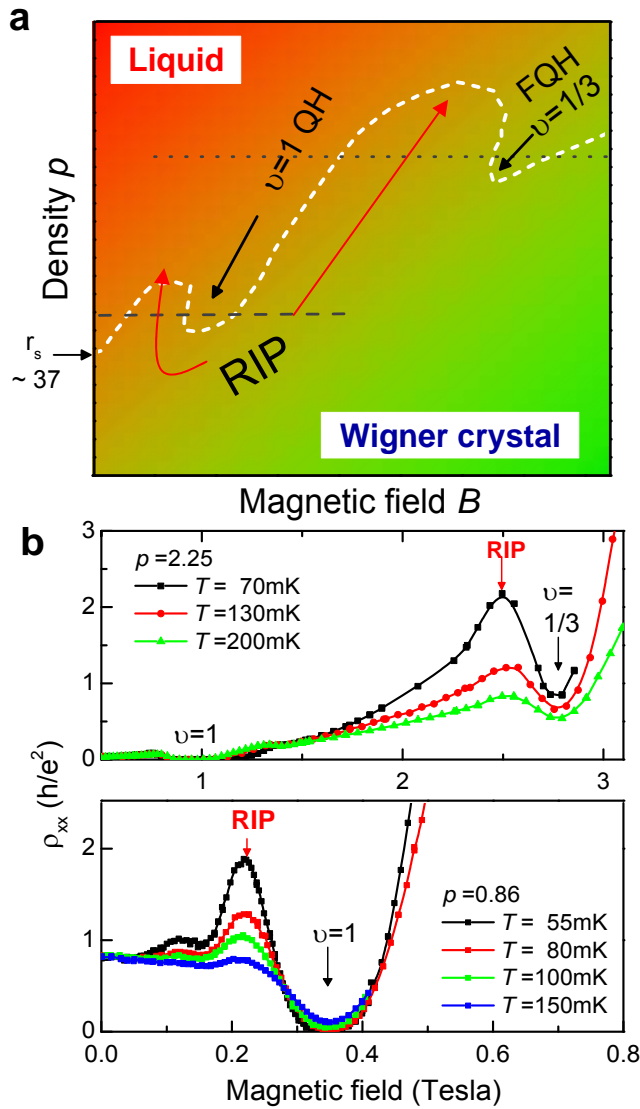 a
Liquid
υ=1 QH
FQH
υ=1/3
Density p
RIP
r_s
~ 37
Wigner crystal
Magnetic field B
b
3
2
1
0
p=2.25
T = 70mK
T = 130mK
T = 200mK
RIP
υ=
1/3
υ=1
1
2
3
ρ_xx (h/e²)
2
1
0
RIP
υ=1
p=0.86
T = 55mK
T = 80mK
T =100mK
T =150mK
0.0
0.2
0.4
0.6
0.8
Magnetic field (Tesla)